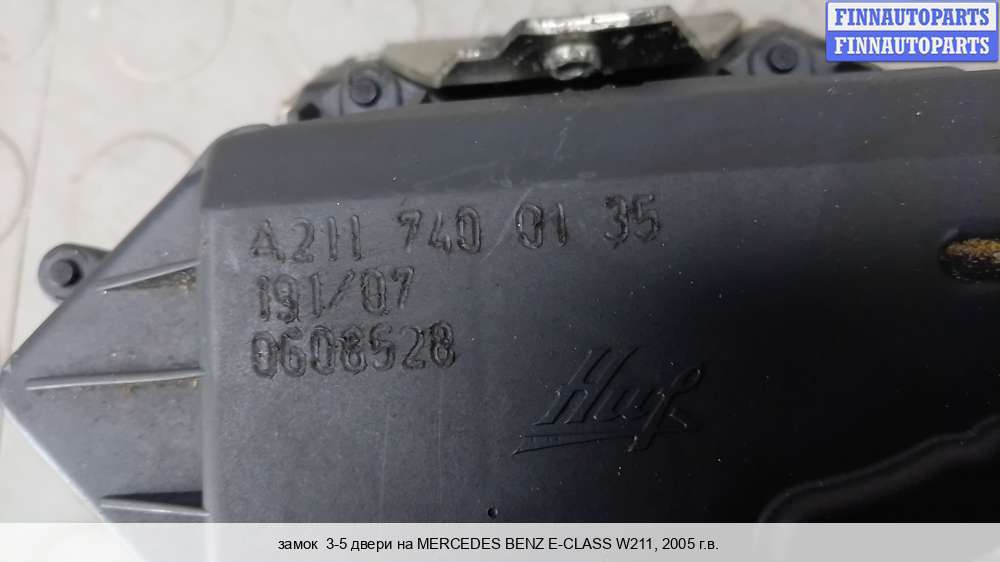 FINNAUTOPARTS
FINNAUTOPARTS
A211 740 01 35
191/07
0608528
Huf
замок 3-5 двери на MERCEDES BENZ E-CLASS W211, 2005 г.в.